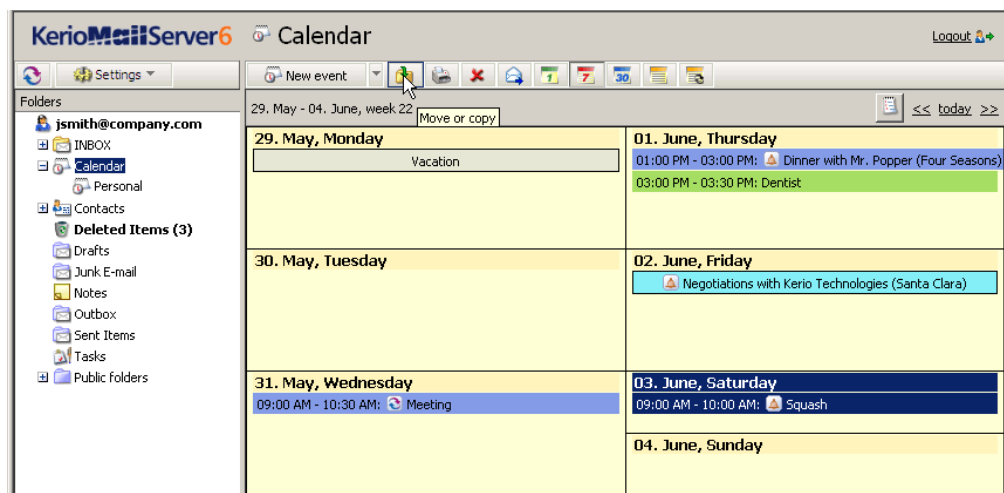 KerioMailServer6
Calendar
Logout
Settings
New event
1
7
30
Folders
29. May - 04. June, week 22
Move or copy
<< today >>
jsmith@company.com
INBOX
Calendar
Personal
Contacts
Deleted Items (3)
Drafts
Junk E-mail
Notes
Outbox
Sent Items
Tasks
Public folders
29. May, Monday
Vacation
30. May, Tuesday
31. May, Wednesday
09:00 AM - 10:30 AM: Meeting
01. June, Thursday
01:00 PM - 03:00 PM: Dinner with Mr. Popper (Four Seasons)
03:00 PM - 03:30 PM: Dentist
02. June, Friday
Negotiations with Kerio Technologies (Santa Clara)
03. June, Saturday
09:00 AM - 10:00 AM: Squash
04. June, Sunday